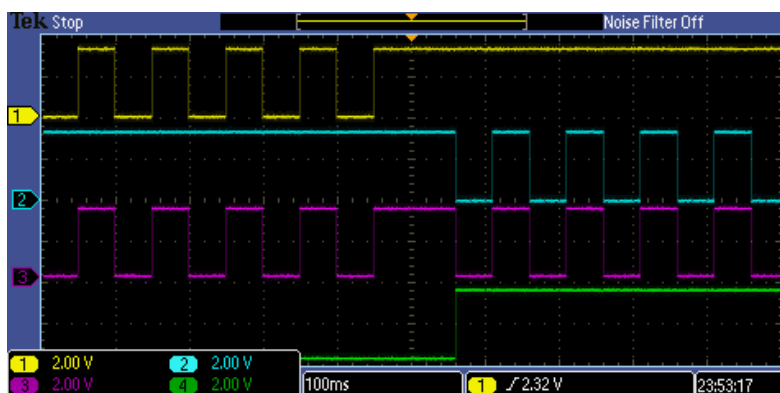 Tek Stop Noise Filter Off
1
2
3
1 2.00 V 2 2.00 V
3 2.00 V 4 2.00 V 100ms 1 2.32 V 23:53:17